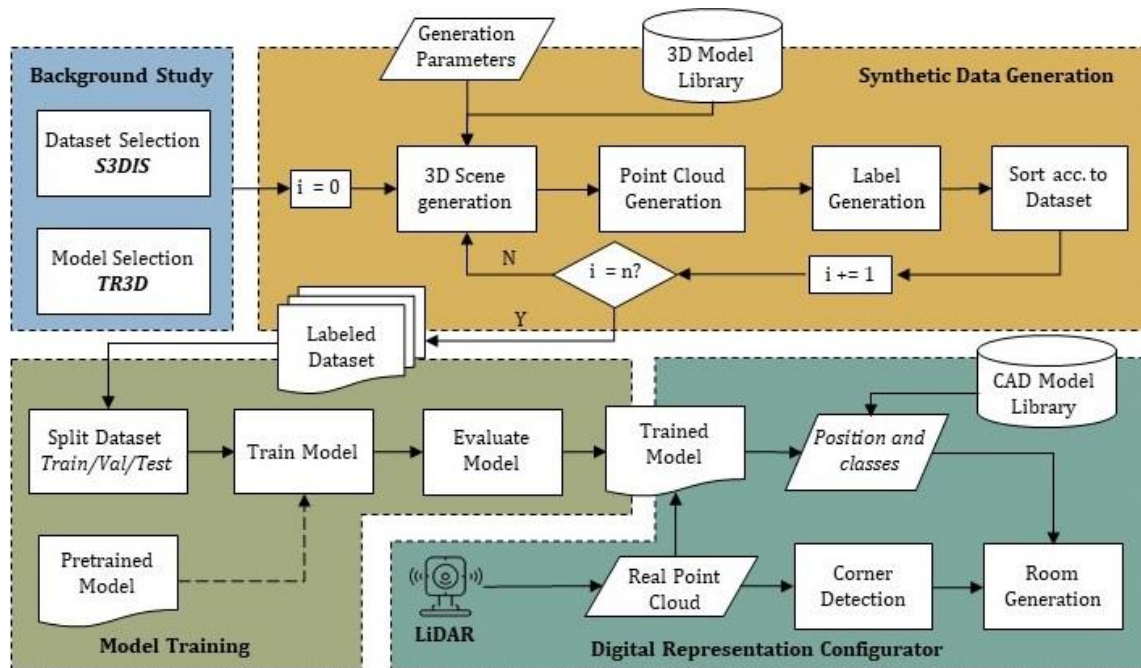 Background Study
Dataset Selection
S3DIS
Model Selection
TR3D
Generation
Parameters
3D Model
Library
Synthetic Data Generation
i = 0
3D Scene
generation
Point Cloud
Generation
Label
Generation
Sort acc. to
Dataset
N
i = n?
i += 1
Y
Labeled
Dataset
Split Dataset
Train/Val/Test
Train Model
Evaluate
Model
Pretrained
Model
Model Training
Trained
Model
Position and
classes
CAD Model
Library
LiDAR
Real Point
Cloud
Corner
Detection
Room
Generation
Digital Representation Configurator